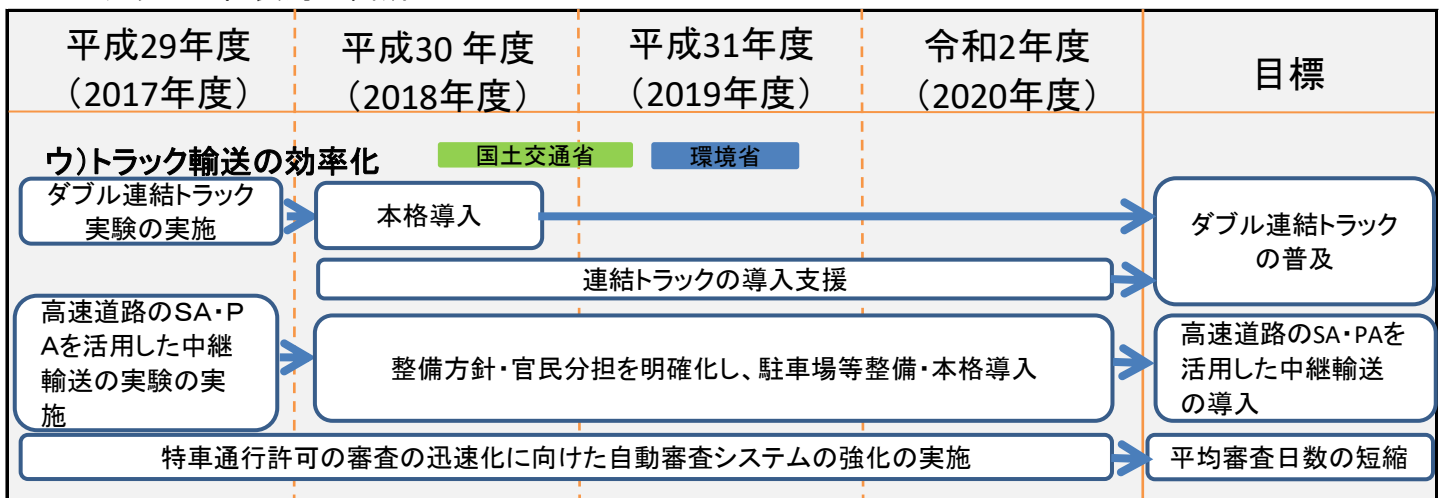 平成29年度
（2017年度）
平成30 年度
（2018年度）
平成31年度
（2019年度）
令和2年度
（2020年度）
目標
ウ）トラック輸送の効率化
国土交通省
環境省
ダブル連結トラック
実験の実施
本格導入
ダブル連結トラック
の普及
連結トラックの導入支援
高速道路のSA・P
Aを活用した中継
輸送の実験の実
施
整備方針・官民分担を明確化し、駐車場等整備・本格導入
高速道路のSA・PAを
活用した中継輸送
の導入
特車通行許可の審査の迅速化に向けた自動審査システムの強化の実施
平均審査日数の短縮